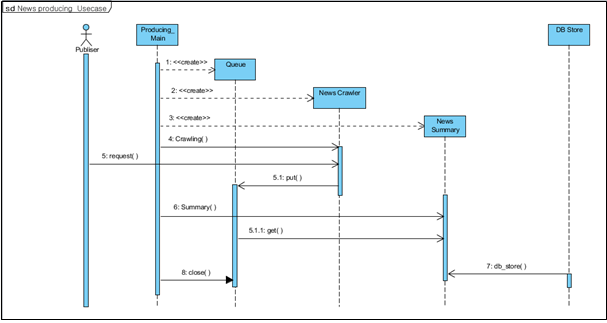 sd News producing_Usecase
Publiser
Producing_
Main
DB Store
1: <<create>>
Queue
2: <<create>>
News Crawler
3: <<create>>
News
Summary
4: Crawling( )
5: request( )
5.1: put( )
6: Summary( )
5.1.1: get( )
7: db_store( )
8: close( )